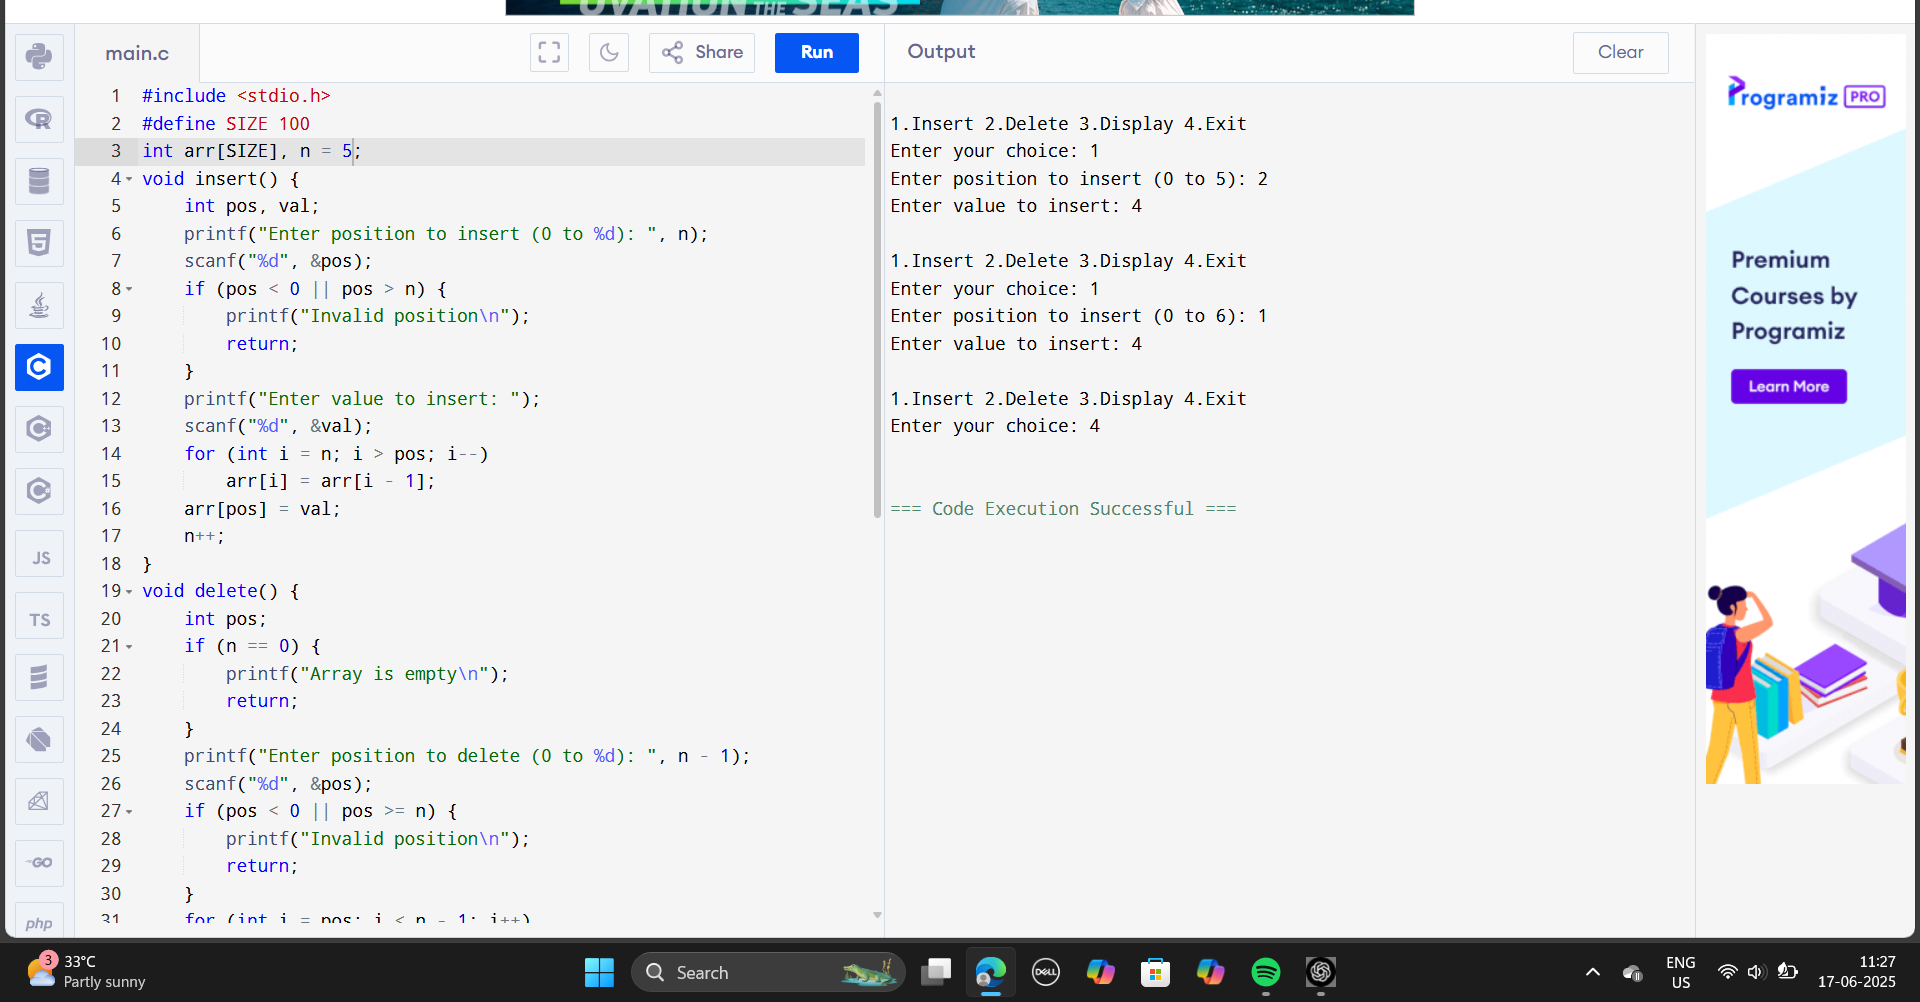 OVATION THE SEAS
main.c
Share
Run
Output
Clear
1 #include <stdio.h>
2 #define SIZE 100
3 int arr[SIZE], n = 5;
4 void insert() {
5 int pos, val;
6 printf("Enter position to insert (0 to %d): ", n);
7 scanf("%d", &pos);
8 if (pos < 0 || pos > n) {
9 printf("Invalid position\n");
10 return;
11 }
12 printf("Enter value to insert: ");
13 scanf("%d", &val);
14 for (int i = n; i > pos; i--)
15 arr[i] = arr[i - 1];
16 arr[pos] = val;
17 n++;
18 }
19 void delete() {
20 int pos;
21 if (n == 0) {
22 printf("Array is empty\n");
23 return;
24 }
25 printf("Enter position to delete (0 to %d): ", n - 1);
26 scanf("%d", &pos);
27 if (pos < 0 || pos >= n) {
28 printf("Invalid position\n");
29 return;
30 }
31 for (int i = pos; i < n - 1; i++)
1.Insert 2.Delete 3.Display 4.Exit
Enter your choice: 1
Enter position to insert (0 to 5): 2
Enter value to insert: 4
1.Insert 2.Delete 3.Display 4.Exit
Enter your choice: 1
Enter position to insert (0 to 6): 1
Enter value to insert: 4
1.Insert 2.Delete 3.Display 4.Exit
Enter your choice: 4
=== Code Execution Successful ===
Programiz PRO
Premium
Courses by
Programiz
Learn More
R
5
C
C
C
JS
TS
GO
php
3
33°C
Partly sunny
Search
DELL
ENG
US
11:27
17-06-2025